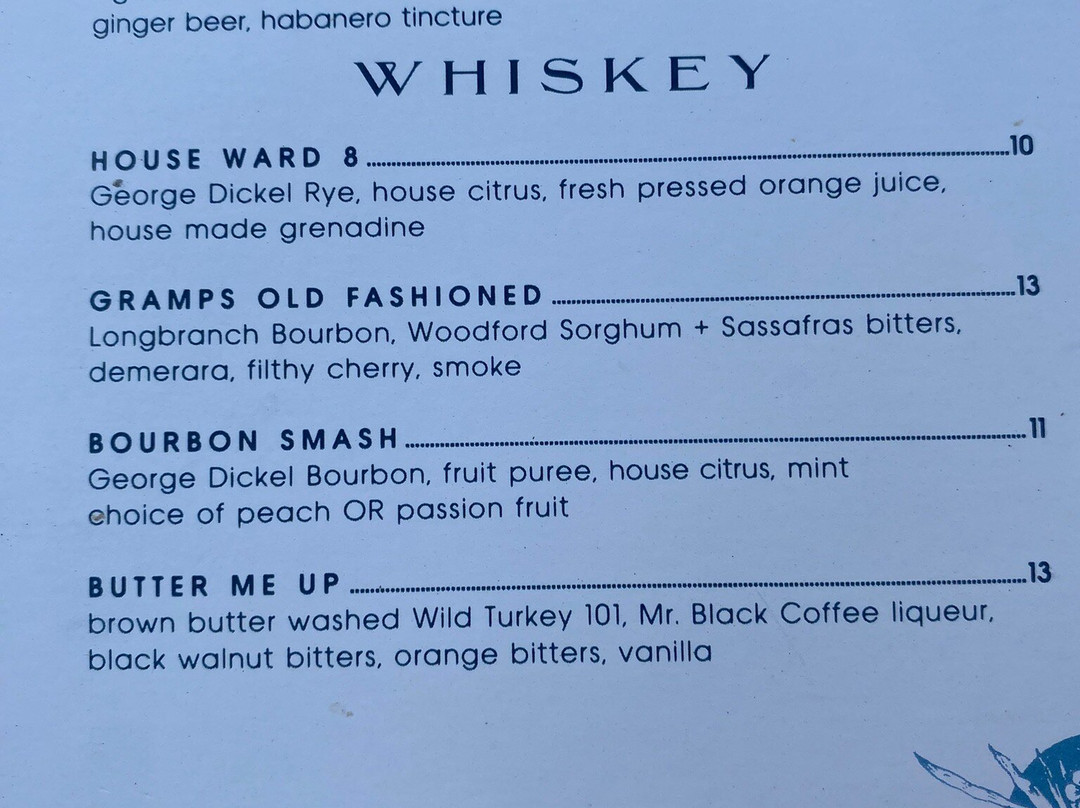 ginger beer, habanero tincture
WHISKEY
HOUSE WARD 8 10
George Dickel Rye, house citrus, fresh pressed orange juice,
house made grenadine
GRAMPS OLD FASHIONED 13
Longbranch Bourbon, Woodford Sorghum + Sassafras bitters,
demerara, filthy cherry, smoke
BOURBON SMASH 11
George Dickel Bourbon, fruit puree, house citrus, mint
choice of peach OR passion fruit
BUTTER ME UP 13
brown butter washed Wild Turkey 101, Mr. Black Coffee liqueur,
black walnut bitters, orange bitters, vanilla